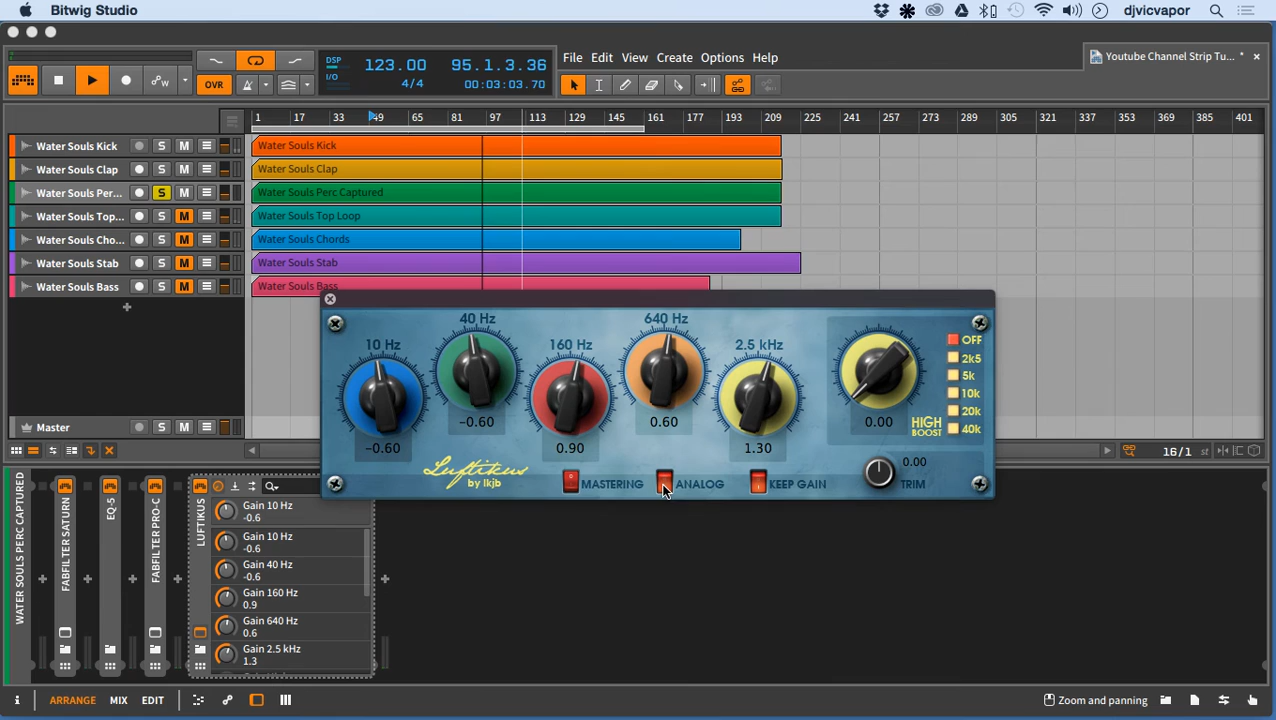 Bitwig Studio
djvicvapor
DSP
I/O
123.00
4/4
95.1.3.36
00:03:03.70
OVR
File Edit View Create Options Help
Youtube Channel Strip Tu... *
1 17 33 49 65 81 97 113 129 145 161 177 193 209 225 241 257 273 289 305 321 337 353 369 385 401
Water Souls Kick S M
Water Souls Kick
Water Souls Clap S M
Water Souls Clap
Water Souls Per... S M
Water Souls Perc Captured
Water Souls Top... S M
Water Souls Top Loop
Water Souls Cho... S M
Water Souls Chords
Water Souls Stab S M
Water Souls Stab
Water Souls Bass S M
Water Souls Bass
10 Hz
-0.60
40 Hz
-0.60
160 Hz
0.90
640 Hz
0.60
2.5 kHz
1.30
0.00
HIGH
BOOST
OFF
2k5
5k
10k
20k
40k
Luftikus
by lkjb
MASTERING
ANALOG
KEEP GAIN
0.00
TRIM
Master S M
16/1
WATER SOULS PERC CAPTURED
FABFILTER SATURN
EQ-5
FABFILTER PRO-C
LUFTIKUS
Gain 10 Hz
-0.6
Gain 10 Hz
-0.6
Gain 40 Hz
-0.6
Gain 160 Hz
0.9
Gain 640 Hz
0.6
Gain 2.5 kHz
1.3
i ARRANGE MIX EDIT
Zoom and panning